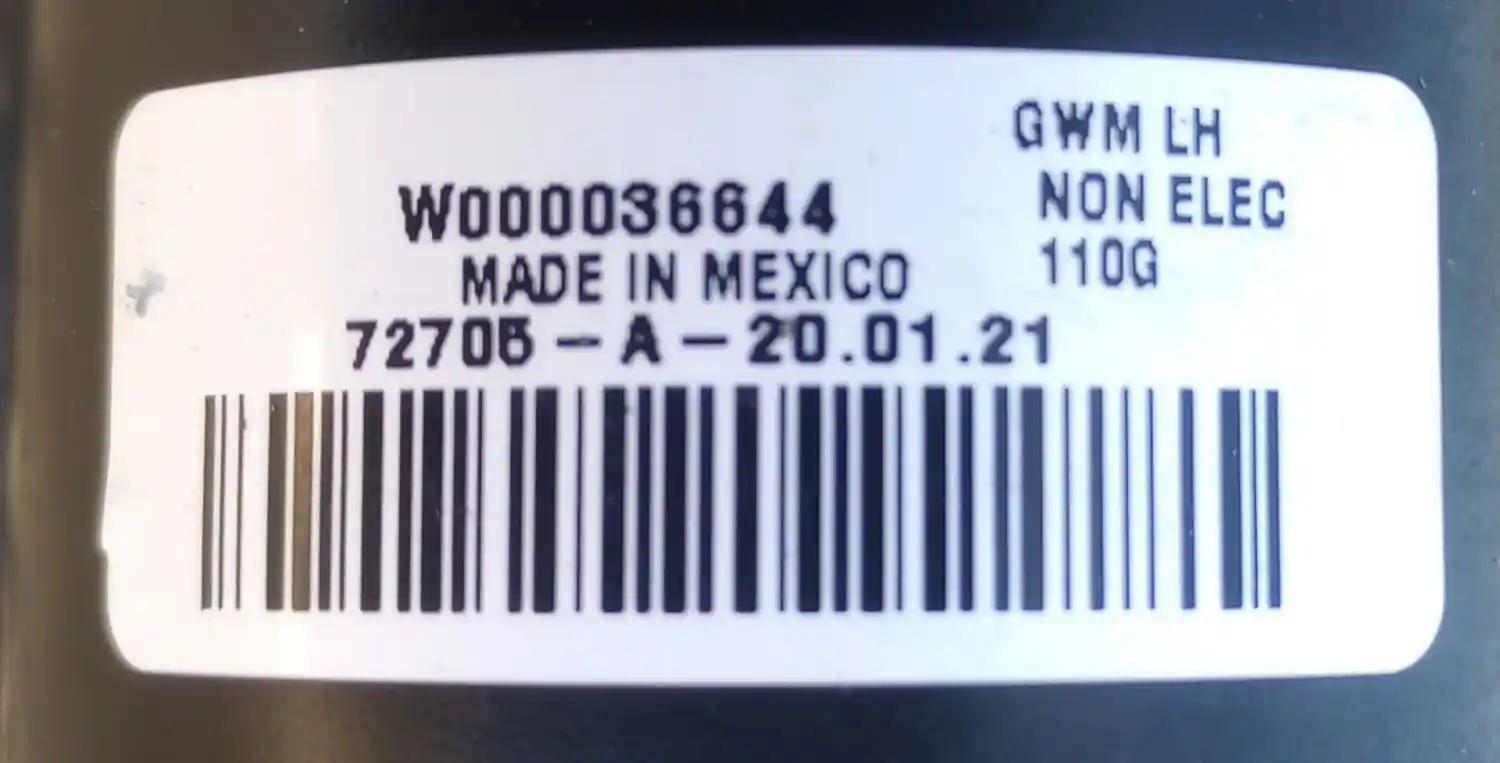 GWM LH
W000036644
NON ELEC
MADE IN MEXICO
110G
72705-A-20.01.21